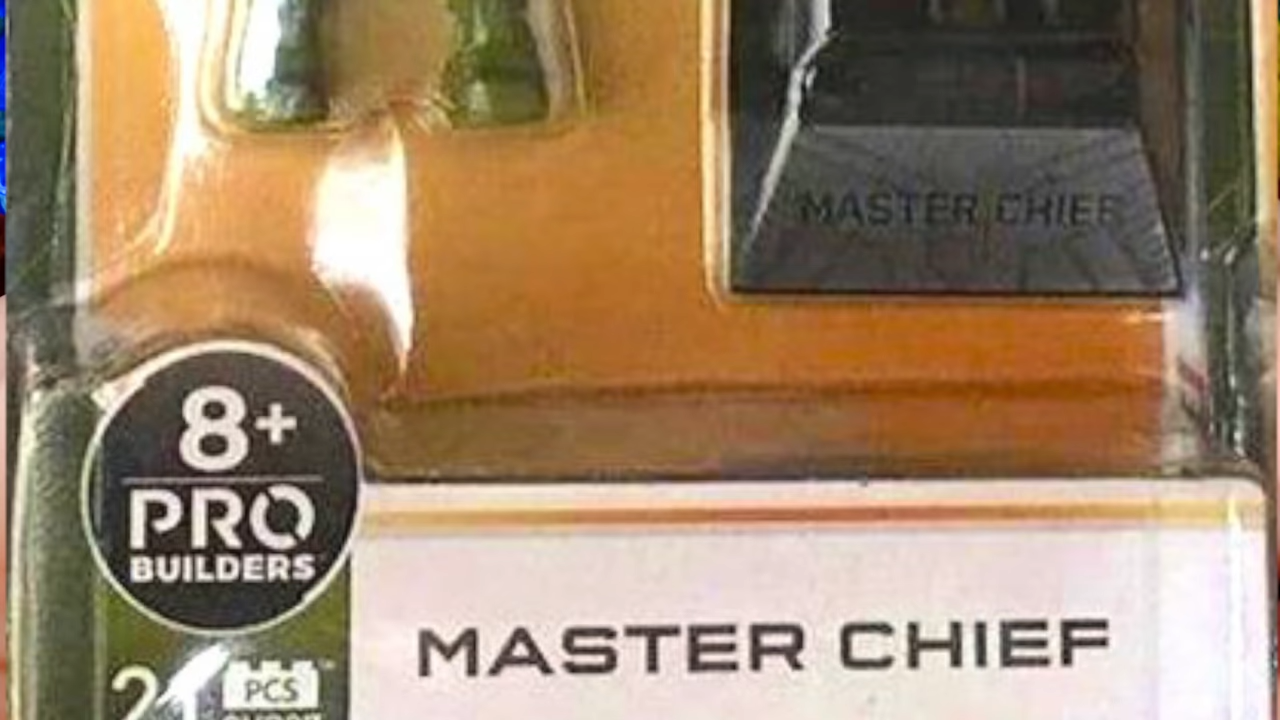 MASTER CHIEF
8+
PRO
BUILDERS
MASTER CHIEF
PCS